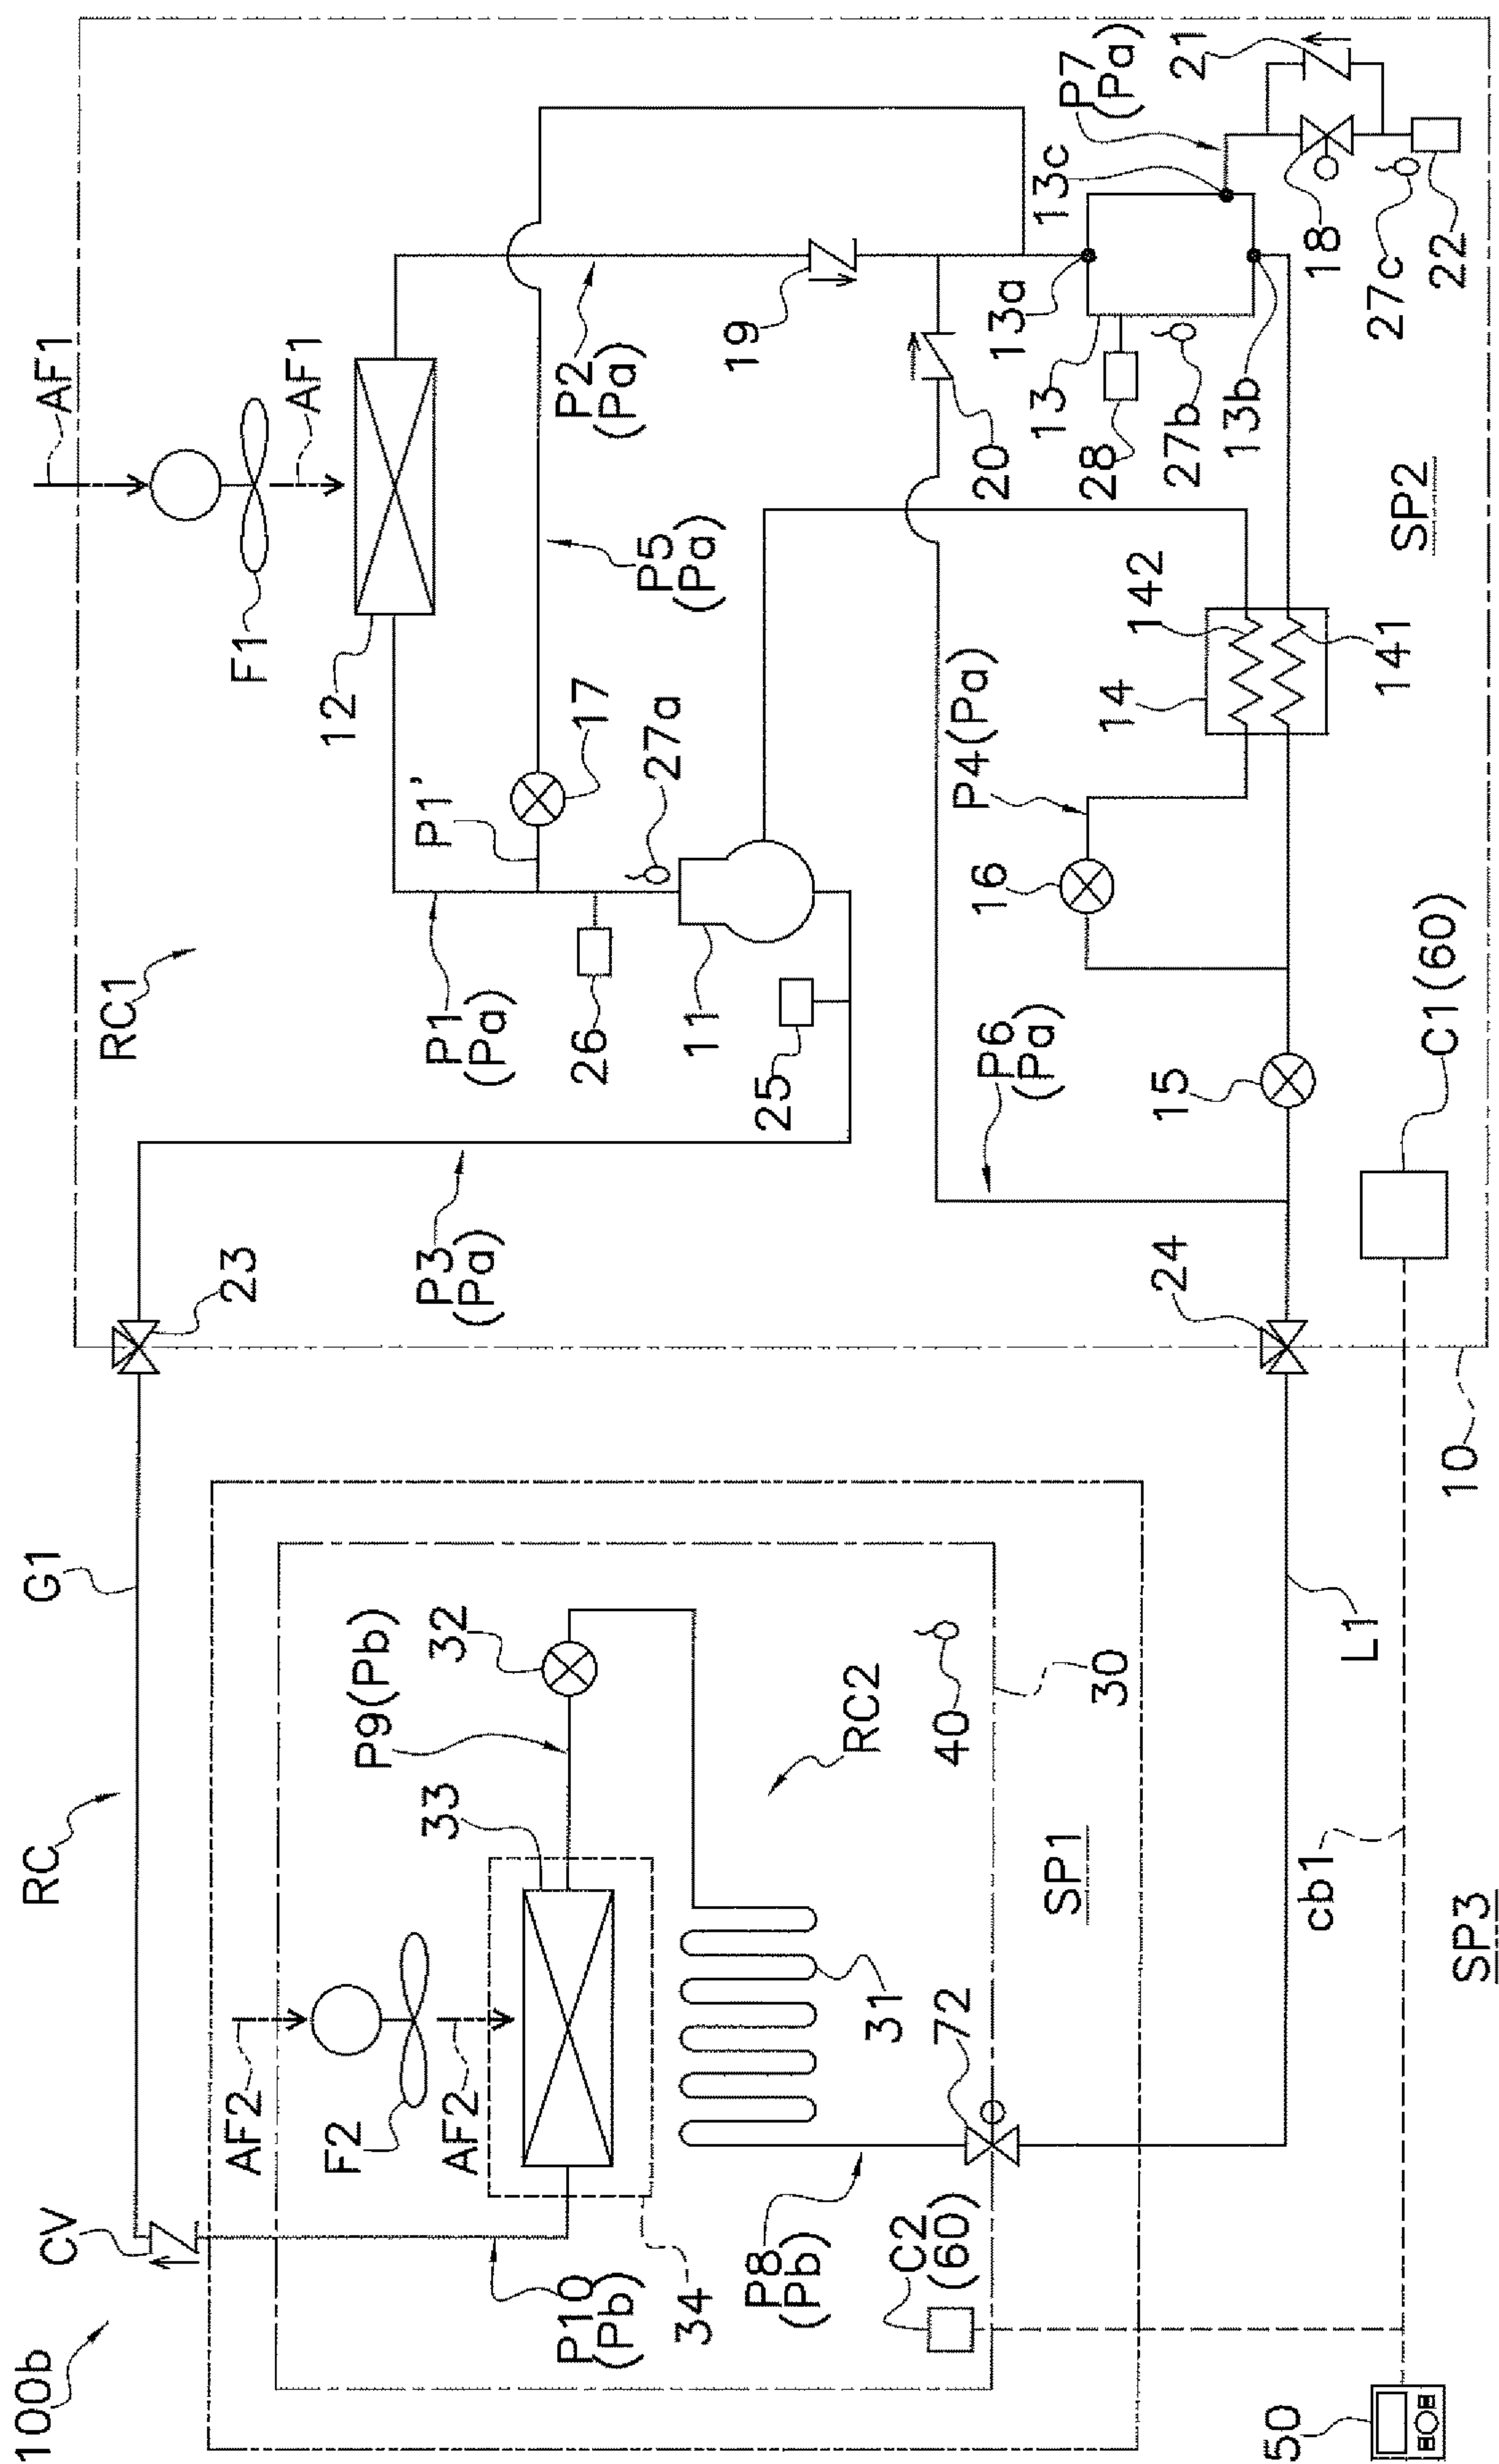 100b
CV
RC
G1
RC1
AF1
AF1
F1
12
23
P3
(Pa)
P1
(Pa)
P1’
17
27a
26
11
25
P5
(Pa)
P2
(Pa)
19
20
13a
13
28
27b
13b
13c
P7
(Pa)
21
18
27c
22
SP2
142
14
141
P4(Pa)
16
P6
(Pa)
15
C1(60)
24
10
AF2
F2
AF2
P10
(Pb)
34
33
P9(Pb)
32
RC2
40
30
31
72
P8
(Pb)
C2
(60)
SP1
L1
cb1
SP3
50